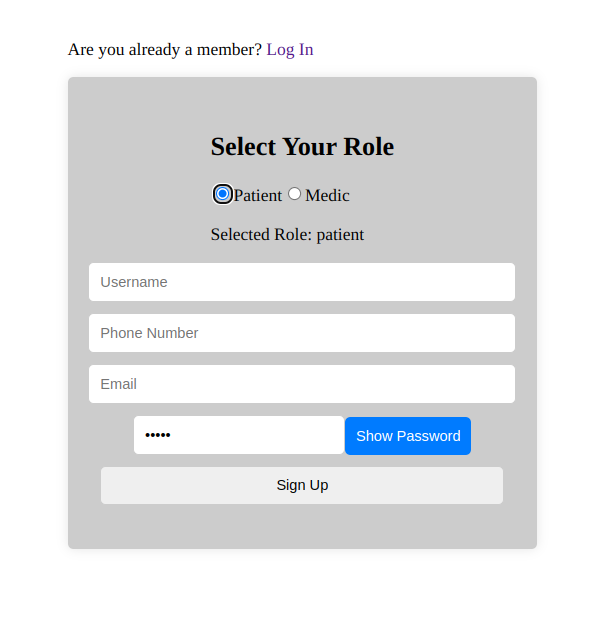 Are you already a member? Log In
Select Your Role
Patient Medic
Selected Role: patient
Username
Phone Number
Email
••••• Show Password
Sign Up